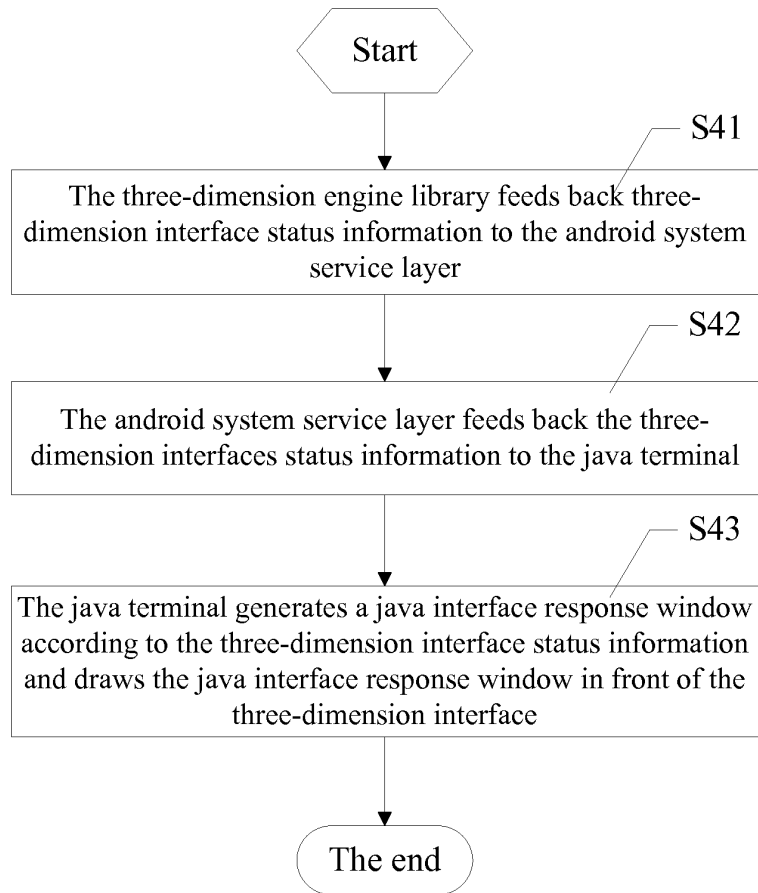 Start
S41
The three-dimension engine library feeds back three-
dimension interface status information to the android system
service layer
S42
The android system service layer feeds back the three-
dimension interfaces status information to the java terminal
S43
The java terminal generates a java interface response window
according to the three-dimension interface status information
and draws the java interface response window in front of the
three-dimension interface
The end